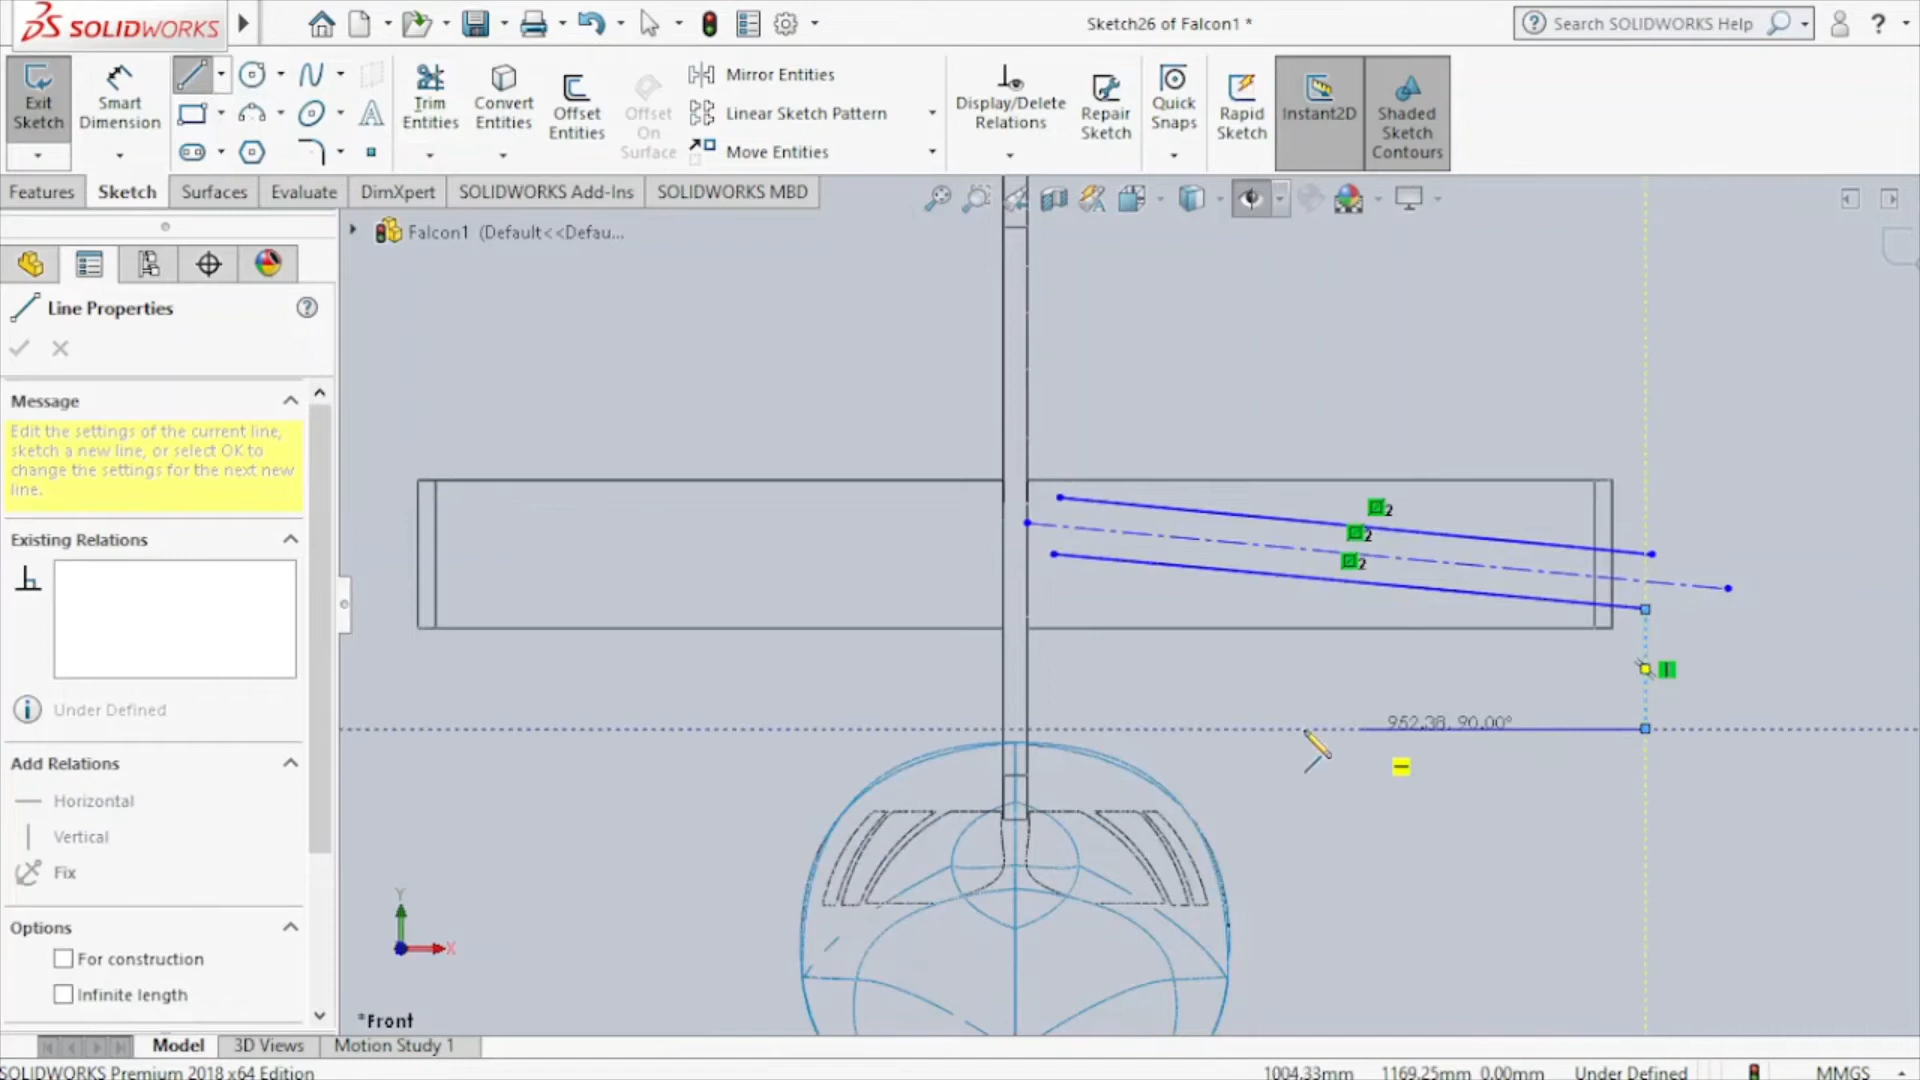 SOLIDWORKS
Sketch26 of Falcon1 *
Search SOLIDWORKS Help
?
Exit Sketch
Smart Dimension
Trim Entities
Convert Entities
Offset Entities
Offset On Surface
Mirror Entities
Linear Sketch Pattern
Move Entities
Display/Delete Relations
Repair Sketch
Quick Snaps
Rapid Sketch
Instant2D
Shaded Sketch Contours
Features
Sketch
Surfaces
Evaluate
DimXpert
SOLIDWORKS Add-Ins
SOLIDWORKS MBD
Falcon1 (Default<<Defau...
Line Properties
?
Message
Edit the settings of the current line,
sketch a new line, or select OK to
change the settings for the next new
line.
Existing Relations
Under Defined
Add Relations
Horizontal
Vertical
Fix
Options
For construction
Infinite length
2
2
2
952.38, 90.00°
Y
X
*Front
Model
3D Views
Motion Study 1
SOLIDWORKS Premium 2018 x64 Edition
1004.33mm
1169.25mm
0.00mm
Under Defined
MMGS